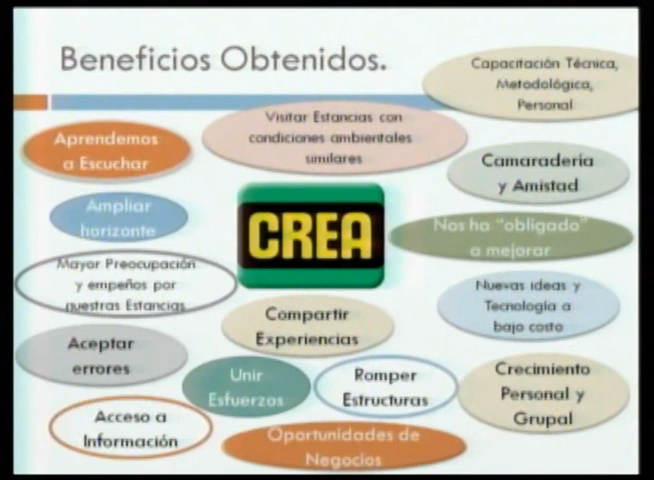 Beneficios Obtenidos.
Capacitación Técnica,
Metodológica,
Personal
Visitar Estancias con
condiciones ambientales
similares
Aprendemos
a Escuchar
Camaradería
y Amistad
Ampliar
horizonte
CREA
Nos ha "obligado"
a mejorar
Mayor Preocupación
y empeños por
nuestras Estancias
Nuevas ideas y
Tecnología a
bajo costo
Compartir
Experiencias
Aceptar
errores
Unir
Esfuerzos
Romper
Estructuras
Crecimiento
Personal y
Grupal
Acceso a
Información
Oportunidades de
Negocios